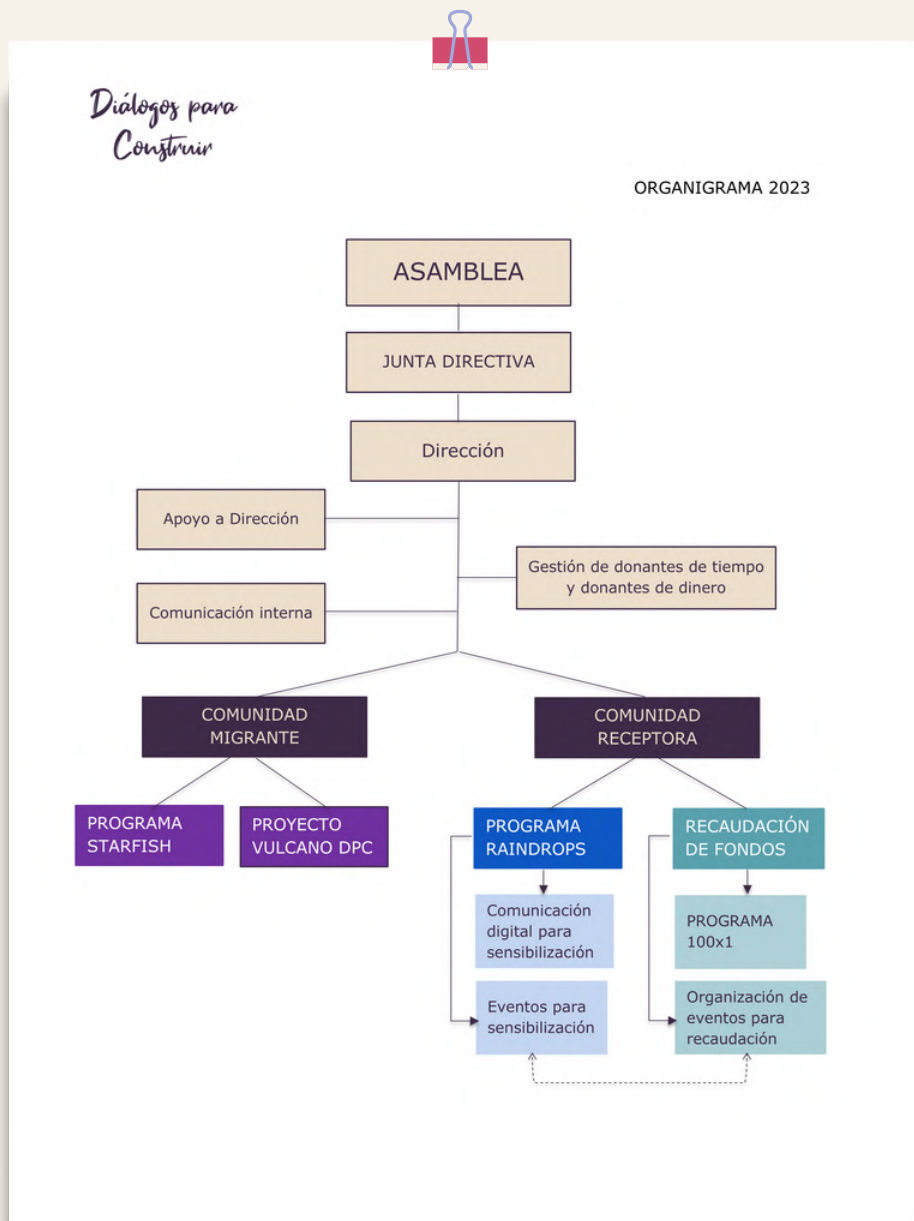 Diálogos para
Construir
ORGANIGRAMA 2023
ASAMBLEA
JUNTA DIRECTIVA
Dirección
Apoyo a Dirección
Gestión de donantes de tiempo
y donantes de dinero
Comunicación interna
COMUNIDAD
MIGRANTE
COMUNIDAD
RECEPTORA
PROGRAMA
STARFISH
PROYECTO
VULCANO DPC
PROGRAMA
RAINDROPS
RECAUDACIÓN
DE FONDOS
Comunicación
digital para
sensibilización
PROGRAMA
100x1
Eventos para
sensibilización
Organización de
eventos para
recaudación